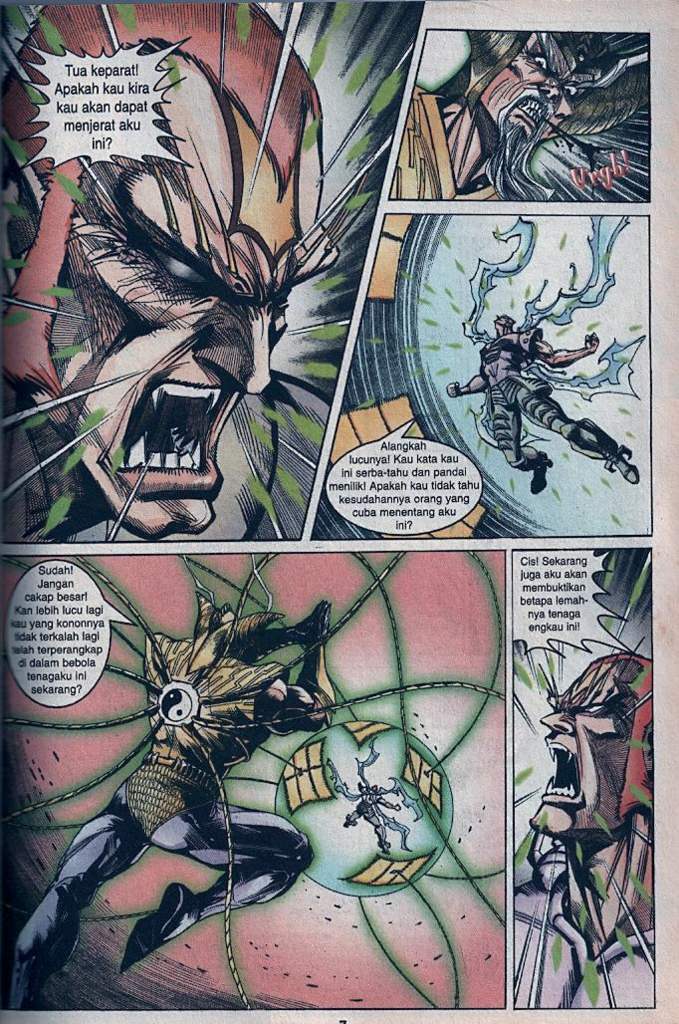 Tua keparat!
Apakah kau kira
kau akan dapat
menjerat aku
ini?
Urgh!
Alangkah
lucunya! Kau kata kau
ini serba-tahu dan pandai
menilik! Apakah kau tidak tahu
kesudahannya orang yang
cuba menentang aku
ini?
Sudah!
Jangan
cakap besar!
Kan lebih lucu lagi
kau yang kononnya
tidak terkalah lagi
telah terperangkap
di dalam bebola
tenagaku ini
sekarang?
Cis! Sekarang
juga aku akan
membuktikan
betapa lemah-
nya tenaga
engkau ini!